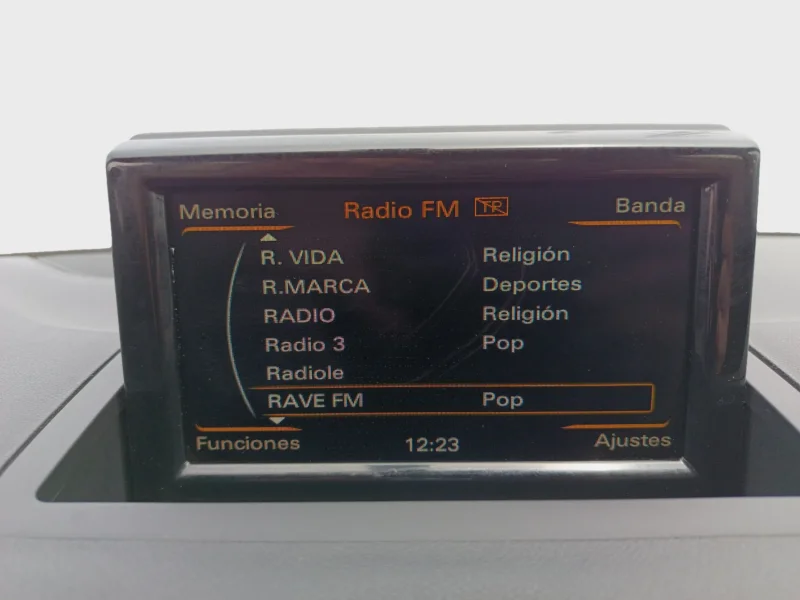 Memoria Radio FM TP Banda
R. VIDA Religión
R.MARCA Deportes
RADIO Religión
Radio 3 Pop
Radiole
RAVE FM Pop
Funciones 12:23 Ajustes